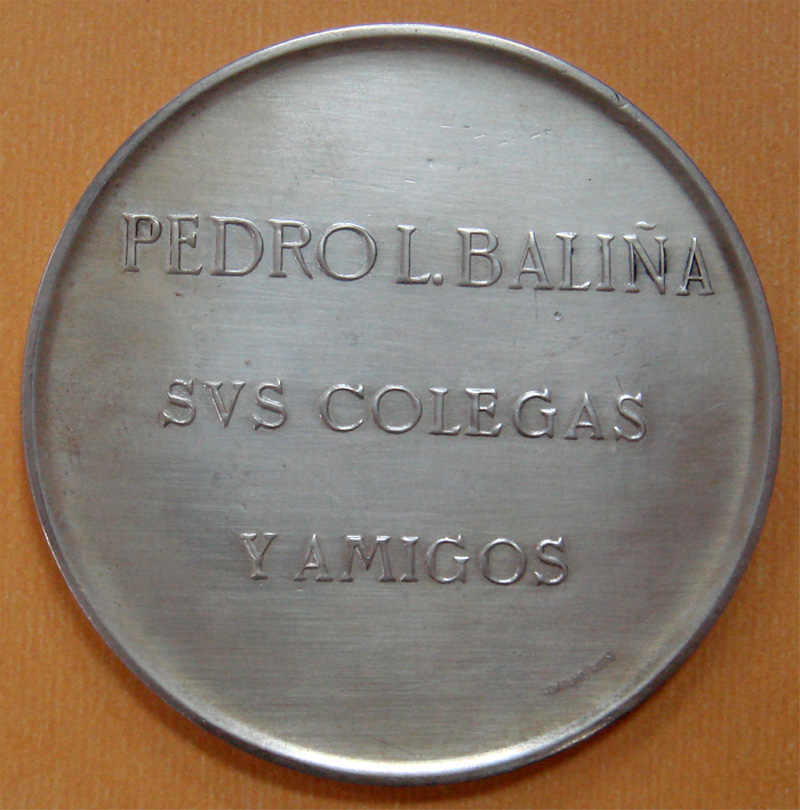 PEDRO L. BALIÑA
SVS COLEGAS
Y AMIGOS